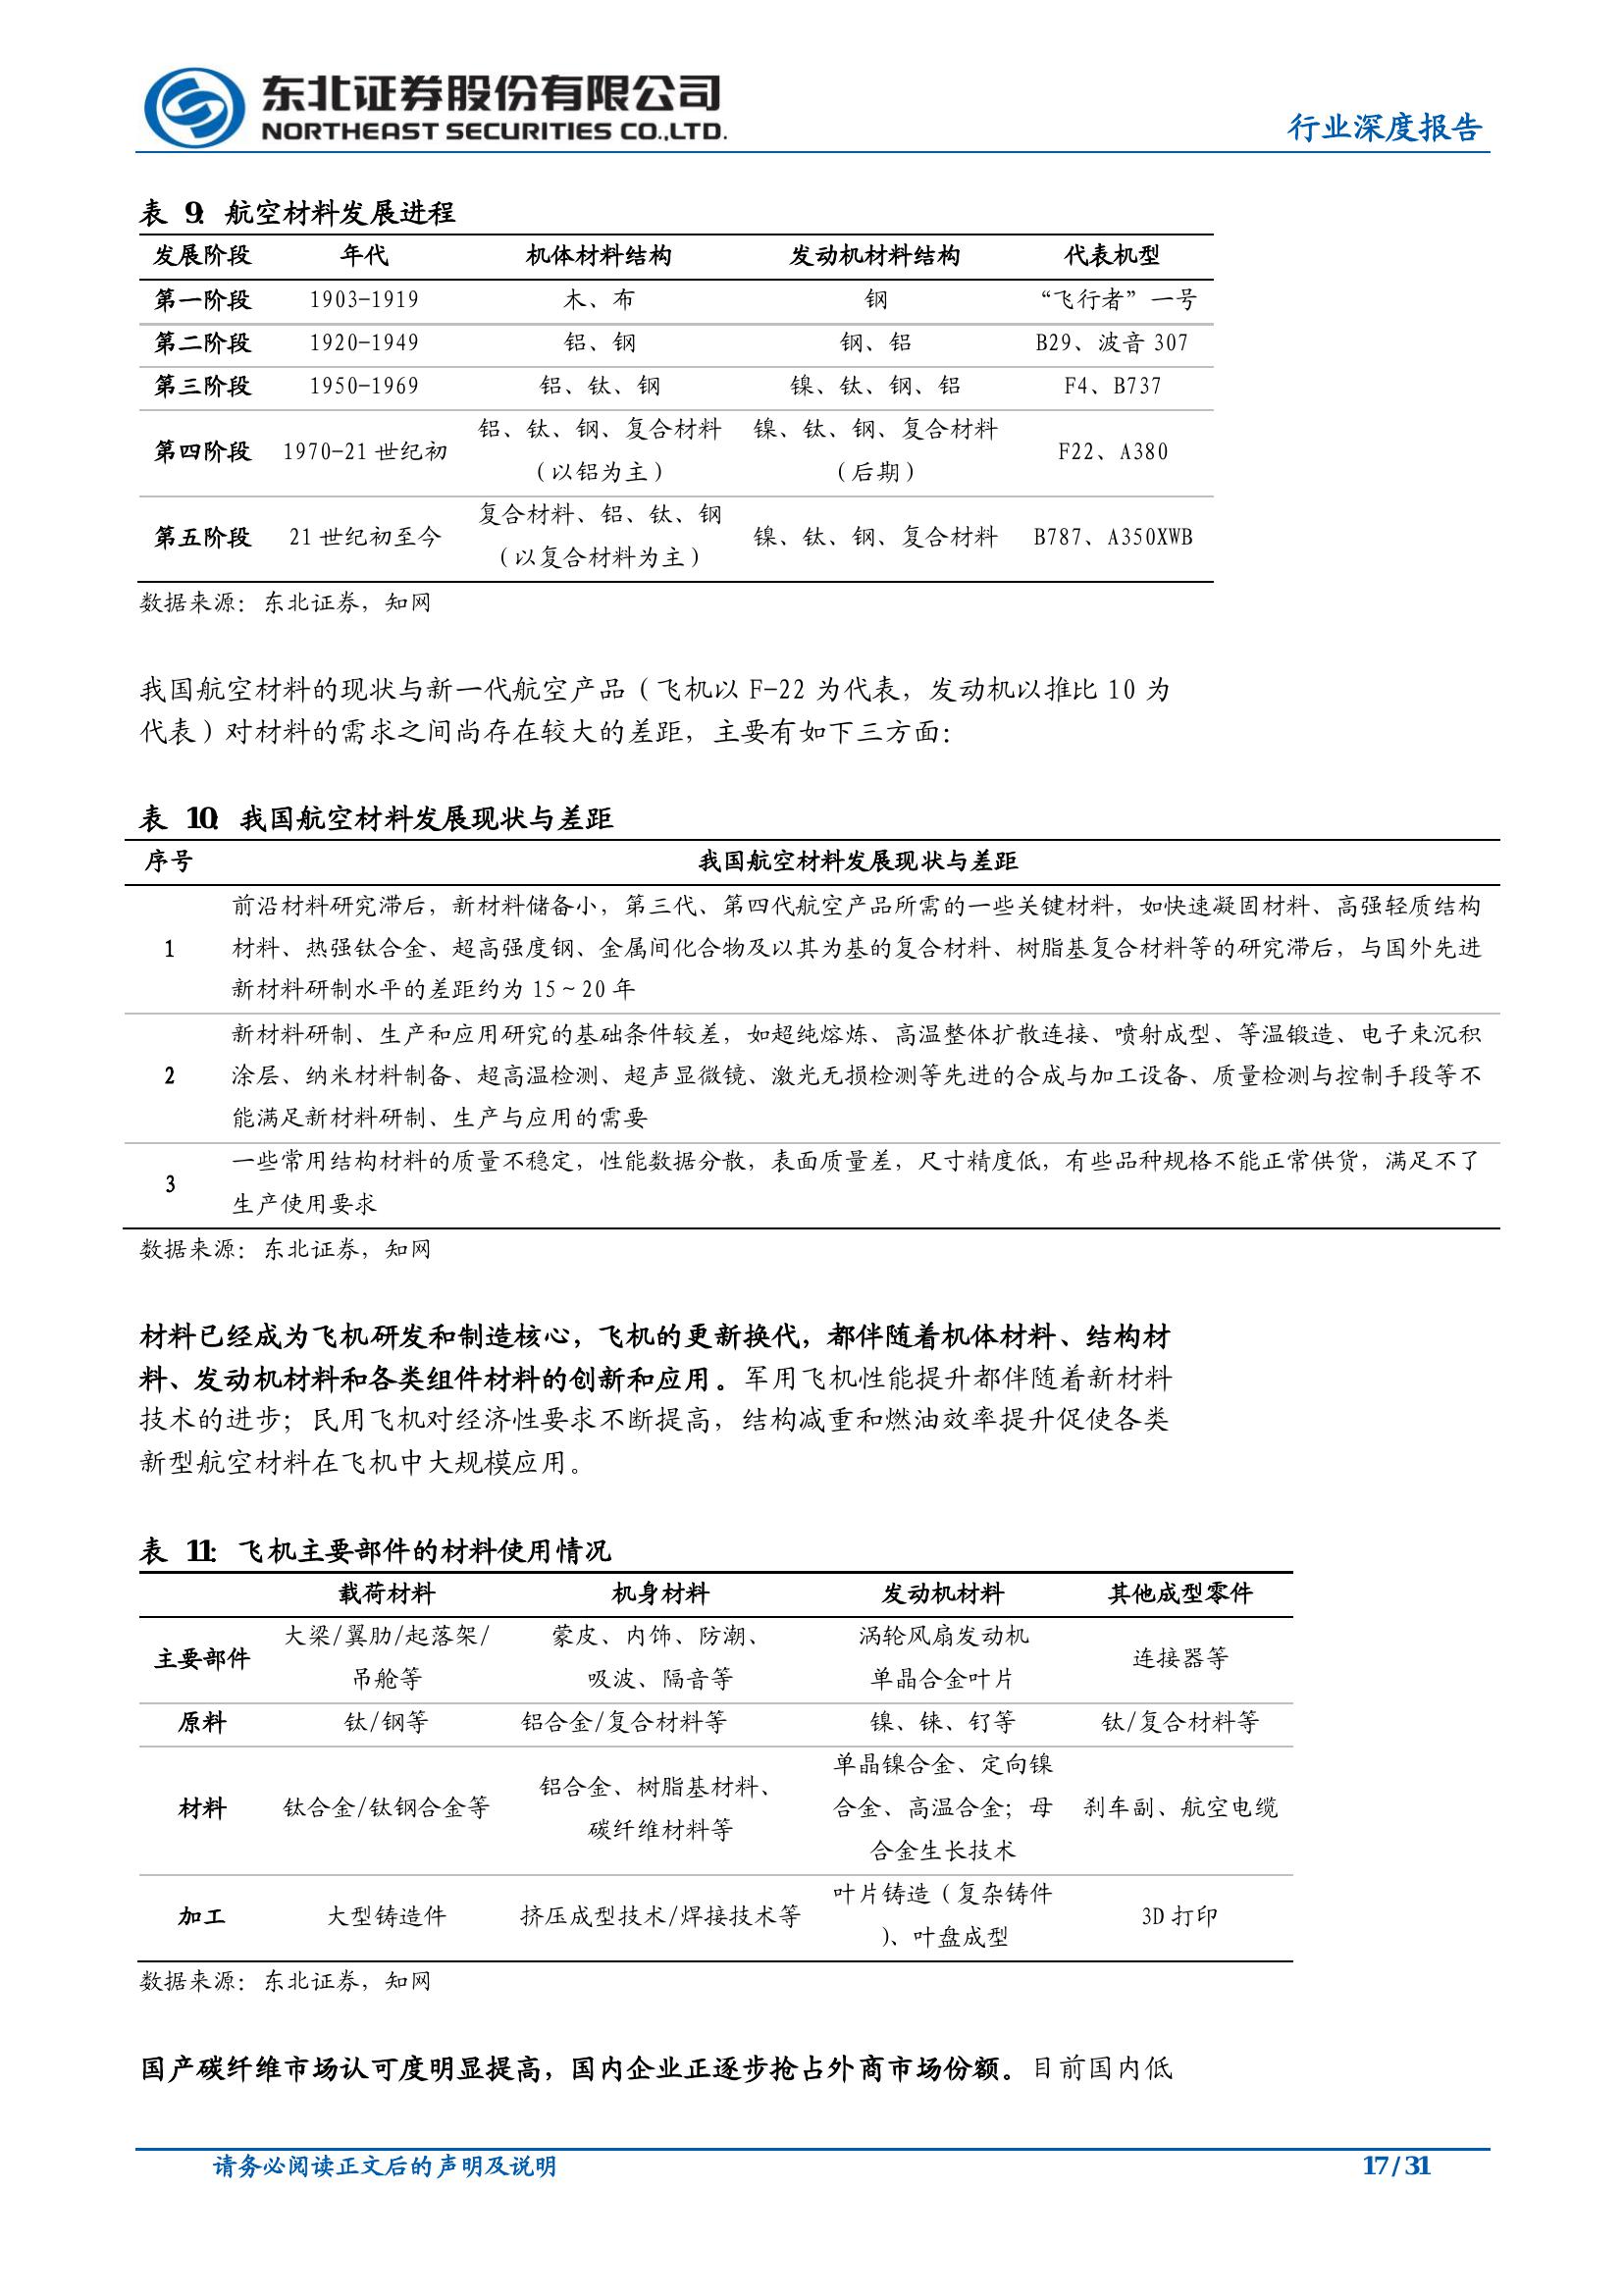 东北证券股份有限公司
NORTHEAST SECURITIES CO.,LTD.
行业深度报告
表 9: 航空材料发展进程
发展阶段 年代 机体材料结构 发动机材料结构 代表机型
第一阶段 1903-1919 木、布 钢 “飞行者”一号
第二阶段 1920-1949 铝、钢 钢、铝 B29、波音 307
第三阶段 1950-1969 铝、钛、钢 镍、钛、钢、铝 F4、B737
铝、钛、钢、复合材料 镍、钛、钢、复合材料
第四阶段 1970-21 世纪初 F22、A380
（以铝为主） （后期）
复合材料、铝、钛、钢
第五阶段 21 世纪初至今 镍、钛、钢、复合材料 B787、A350XWB
（以复合材料为主）
数据来源：东北证券，知网
我国航空材料的现状与新一代航空产品（飞机以 F-22 为代表，发动机以推比 10 为
代表）对材料的需求之间尚存在较大的差距，主要有如下三方面：
表 10: 我国航空材料发展现状与差距
序号 我国航空材料发展现状与差距
前沿材料研究滞后，新材料储备小，第三代、第四代航空产品所需的一些关键材料，如快速凝固材料、高强轻质结构
1 材料、热强钛合金、超高强度钢、金属间化合物及以其为基的复合材料、树脂基复合材料等的研究滞后，与国外先进
新材料研制水平的差距约为 15～20 年
新材料研制、生产和应用研究的基础条件较差，如超纯熔炼、高温整体扩散连接、喷射成型、等温锻造、电子束沉积
2 涂层、纳米材料制备、超高温检测、超声显微镜、激光无损检测等先进的合成与加工设备、质量检测与控制手段等不
能满足新材料研制、生产与应用的需要
一些常用结构材料的质量不稳定，性能数据分散，表面质量差，尺寸精度低，有些品种规格不能正常供货，满足不了
3
生产使用要求
数据来源：东北证券，知网
材料已经成为飞机研发和制造核心，飞机的更新换代，都伴随着机体材料、结构材
料、发动机材料和各类组件材料的创新和应用。军用飞机性能提升都伴随着新材料
技术的进步；民用飞机对经济性要求不断提高，结构减重和燃油效率提升促使各类
新型航空材料在飞机中大规模应用。
表 11: 飞机主要部件的材料使用情况
载荷材料 机身材料 发动机材料 其他成型零件
大梁/翼肋/起落架/ 蒙皮、内饰、防潮、 涡轮风扇发动机
主要部件 连接器等
吊舱等 吸波、隔音等 单晶合金叶片
原料 钛/钢等 铝合金/复合材料等 镍、铼、钌等 钛/复合材料等
单晶镍合金、定向镍
铝合金、树脂基材料、
材料 钛合金/钛钢合金等 合金、高温合金；母 刹车副、航空电缆
碳纤维材料等
合金生长技术
叶片铸造（复杂铸件
加工 大型铸造件 挤压成型技术/焊接技术等 3D 打印
）、叶盘成型
数据来源：东北证券，知网
国产碳纤维市场认可度明显提高，国内企业正逐步抢占外商市场份额。目前国内低
请务必阅读正文后的声明及说明 17 / 31